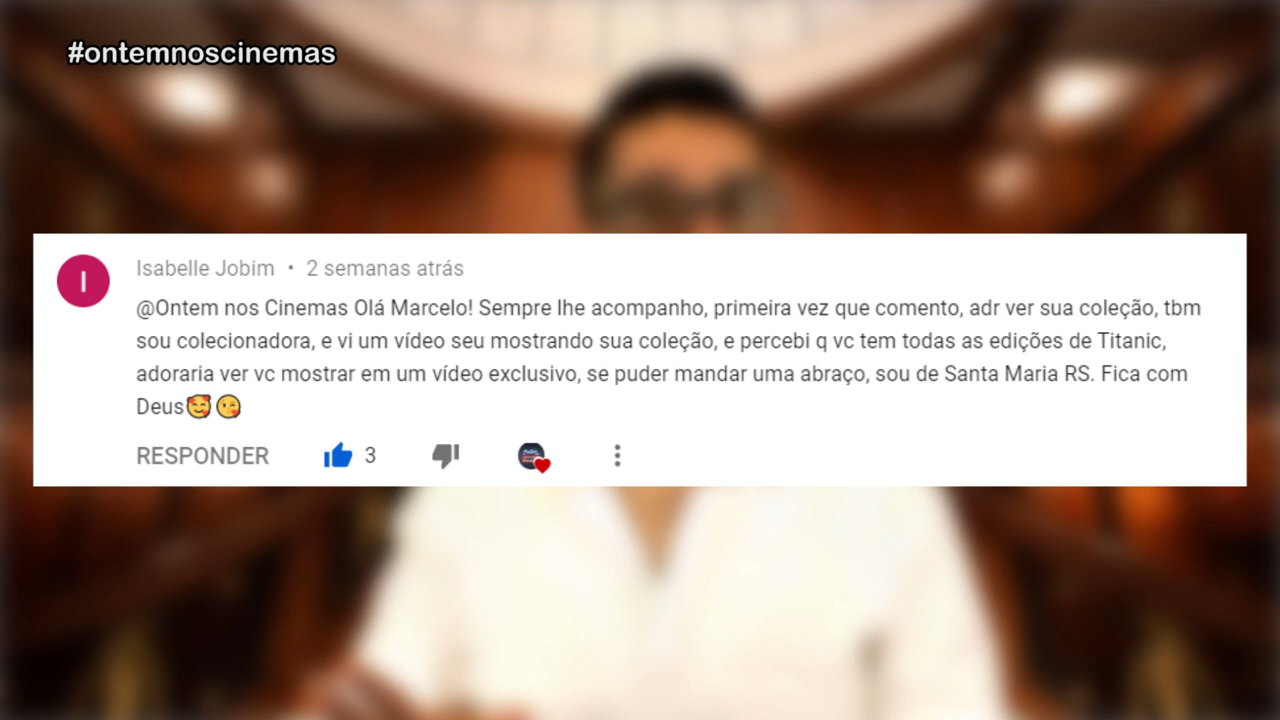 #ontemnoscinemas
I
Isabelle Jobim • 2 semanas atrás
@Ontem nos Cinemas Olá Marcelo! Sempre lhe acompanho, primeira vez que comento, adr ver sua coleção, tbm
sou colecionadora, e vi um vídeo seu mostrando sua coleção, e percebi q vc tem todas as edições de Titanic,
adoraria ver vc mostrar em um vídeo exclusivo, se puder mandar uma abraço, sou de Santa Maria RS. Fica com
Deus🥰😘
RESPONDER 3